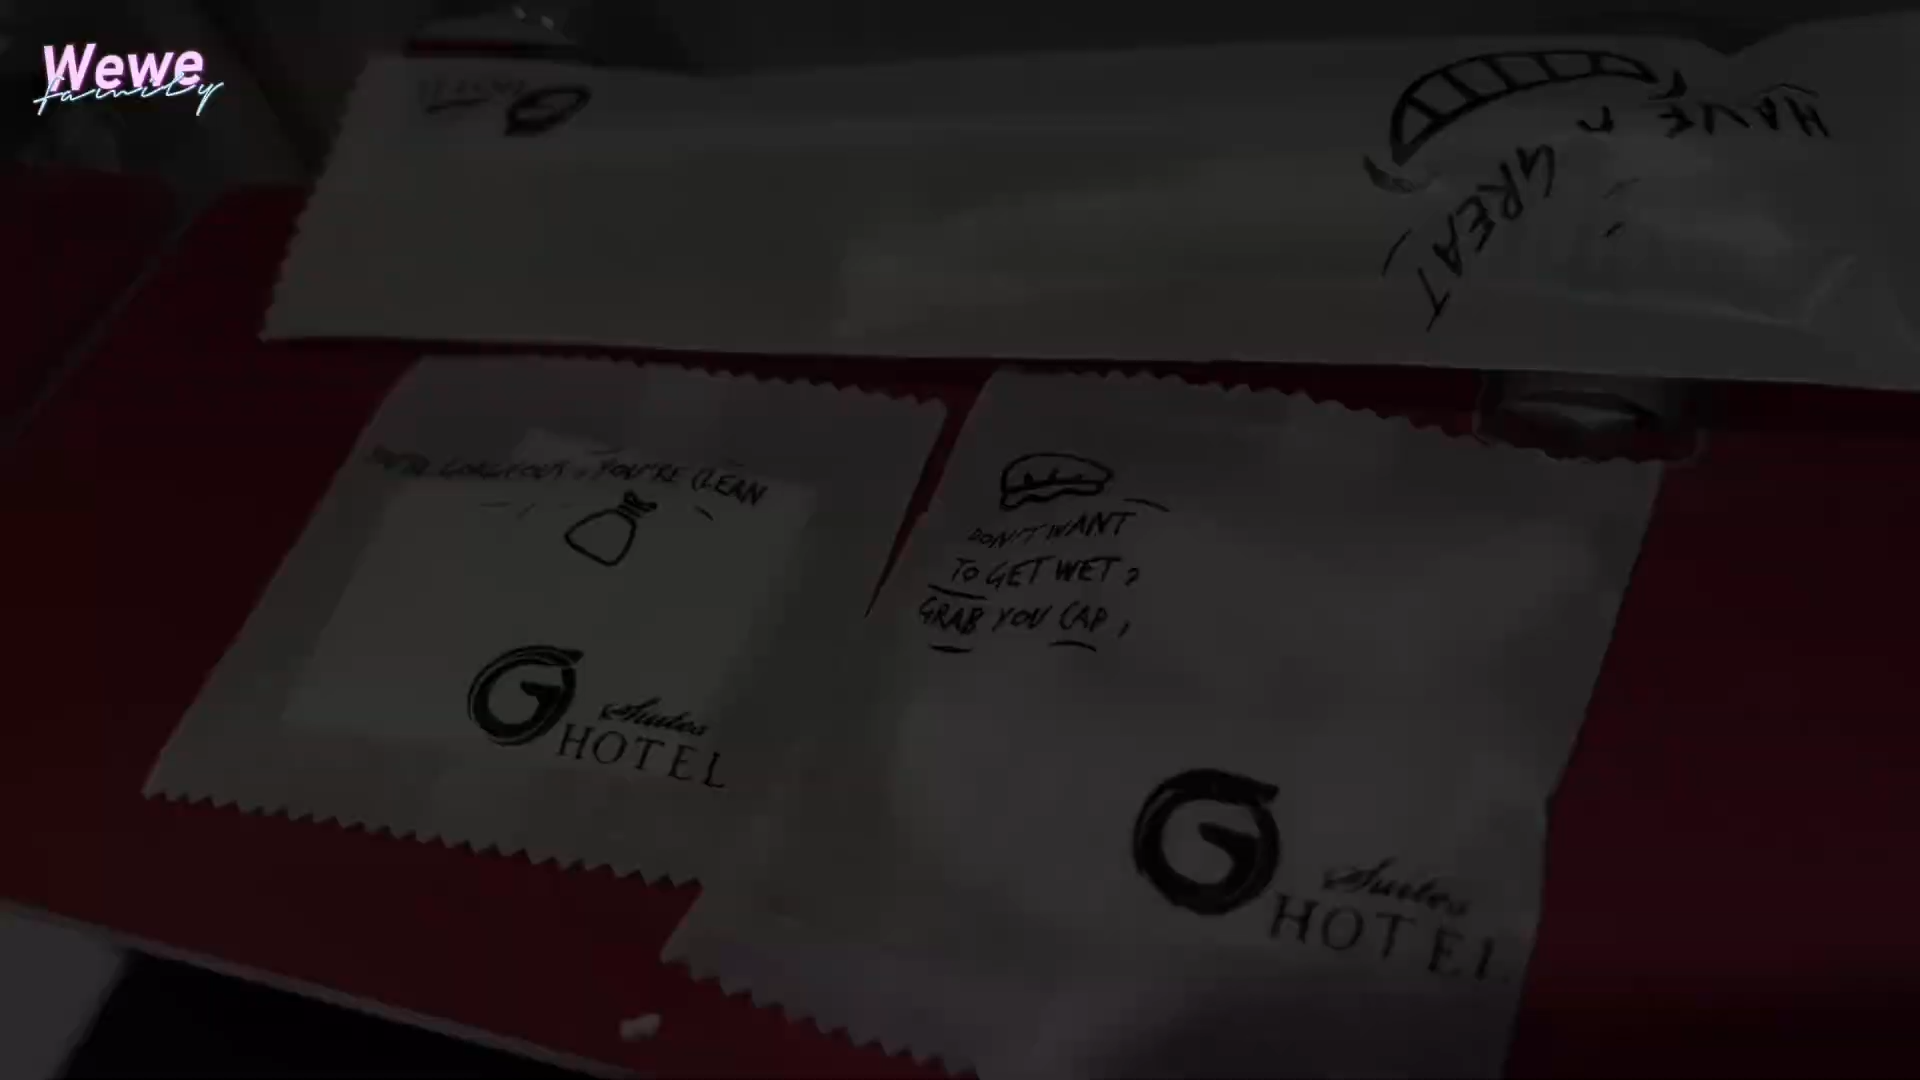 Wewe
family
HAVE
GREAT
YOU'RE CLEAN
G Suites
HOTEL
DON'T WANT
TO GET WET?
GRAB YOU CAP,
G Suites
HOTEL